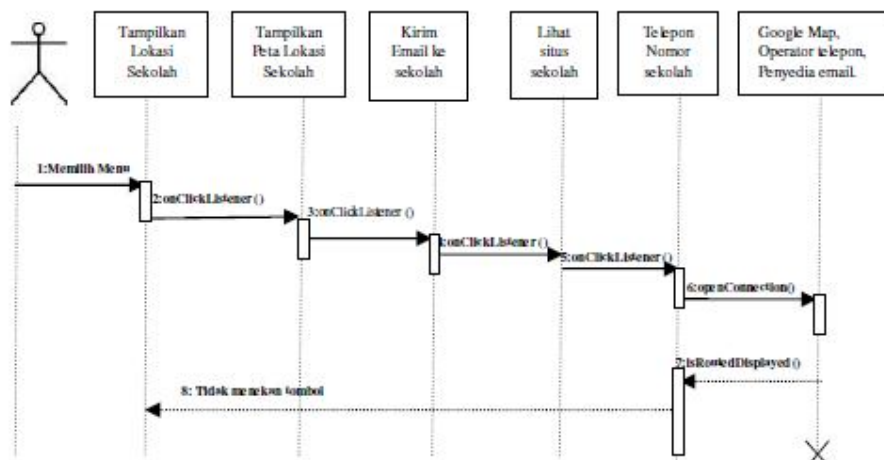 Tampilkan
Lokasi
Sekolah
Tampilkan
Peta Lokasi
Sekolah
Kirim
Email ke
sekolah
Lihat
situs
sekolah
Telepon
Nomor
sekolah
Google Map,
Operator telepon,
Penyedia email.
1:Memilih Menu
2:onClickListener ()
3:onClickListener ()
4:onClickListener ()
5:onClickListener ()
6:openConnection()
7:isRoutedDisplayed ()
8: Tidak menekan tombol